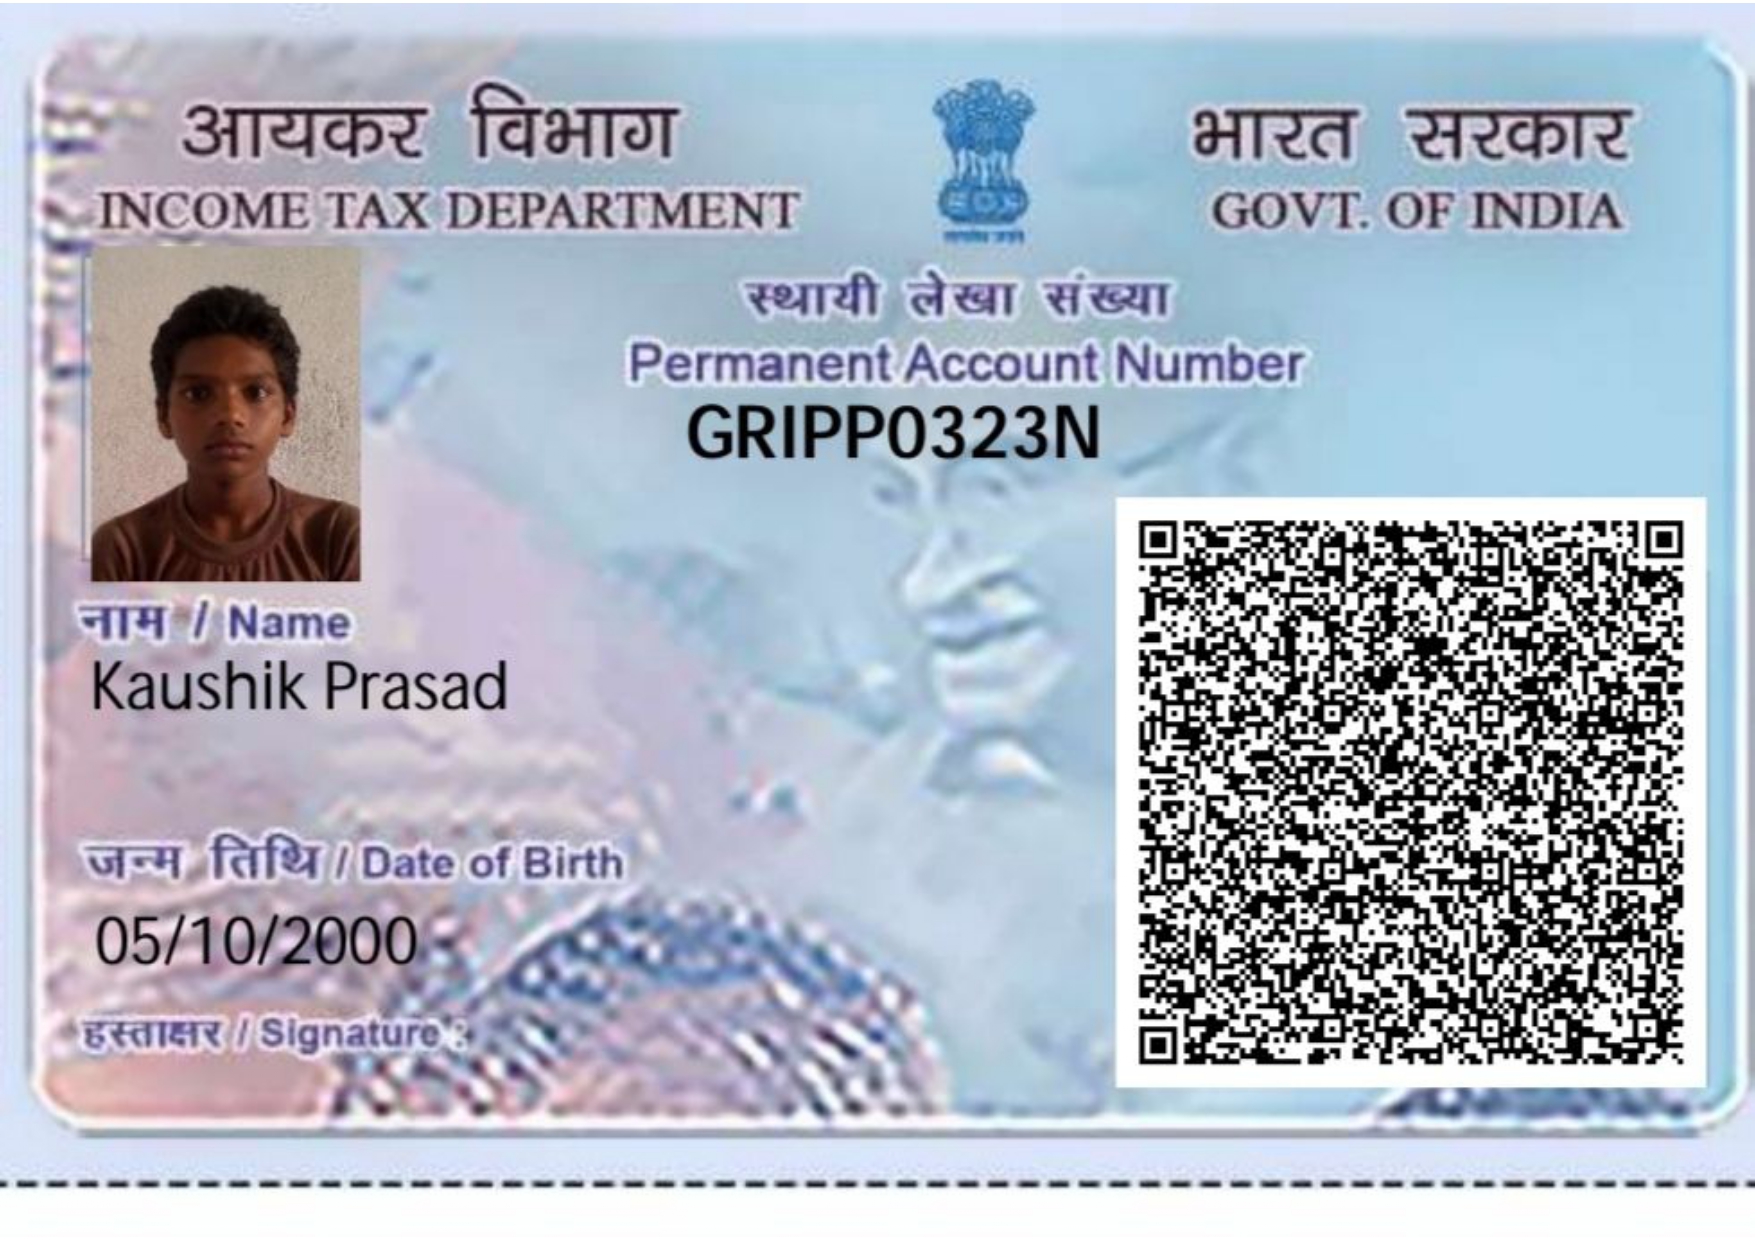 आयकर विभाग
INCOME TAX DEPARTMENT
भारत सरकार
GOVT. OF INDIA
स्थायी लेखा संख्या
Permanent Account Number
GRIPP0323N
नाम / Name
Kaushik Prasad
जन्म तिथि / Date of Birth
05/10/2000
हस्ताक्षर / Signature :